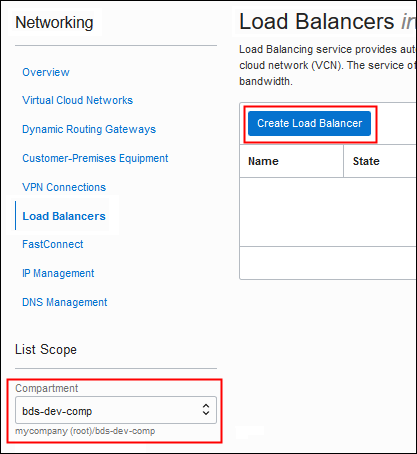 Networking
Overview
Virtual Cloud Networks
Dynamic Routing Gateways
Customer-Premises Equipment
VPN Connections
Load Balancers
FastConnect
IP Management
DNS Management
List Scope
Compartment
bds-dev-comp
mycompany (root)/bds-dev-comp
Load Balancers in
Load Balancing service provides aut
cloud network (VCN). The service of
bandwidth.
Create Load Balancer
Name State